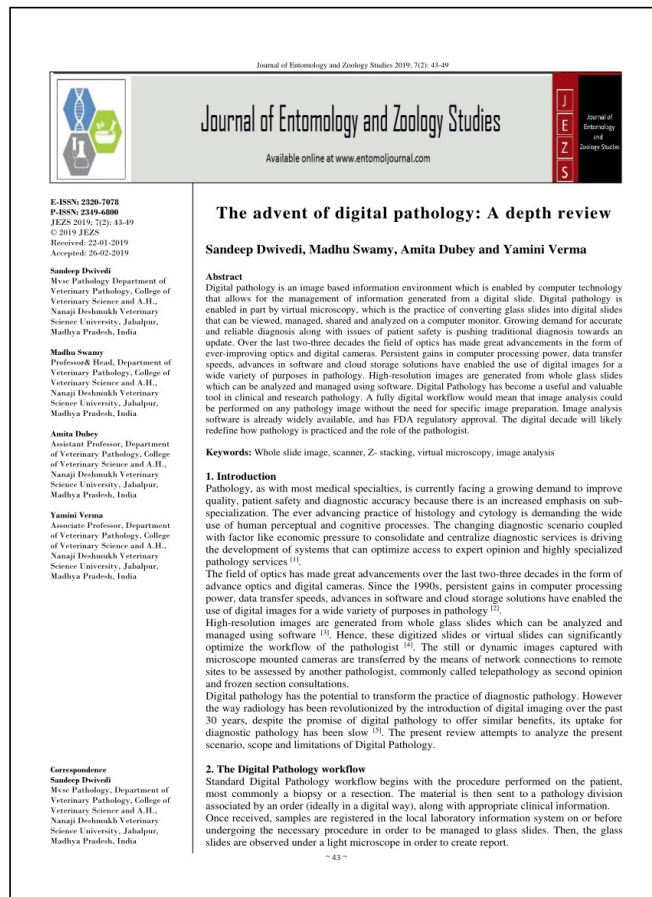 Journal of Entomology and Zoology Studies 2019; 7(2): 43-49
Journal of Entomology and Zoology Studies
Available online at www.entomoljournal.com
J
E
Z
S
Journal of
Entomology
and
Zoology Studies
E-ISSN: 2320-7078
P-ISSN: 2349-6800
JEZS 2019; 7(2): 43-49
© 2019 JEZS
Received: 22-01-2019
Accepted: 26-02-2019
Sandeep Dwivedi
Mvsc Pathology Department of
Veterinary Pathology, College of
Veterinary Science and A.H.,
Nanaji Deshmukh Veterinary
Science University, Jabalpur,
Madhya Pradesh, India
Madhu Swamy
Professor& Head, Department of
Veterinary Pathology, College of
Veterinary Science and A.H.,
Nanaji Deshmukh Veterinary
Science University, Jabalpur,
Madhya Pradesh, India
Amita Dubey
Assistant Professor, Department
of Veterinary Pathology, College
of Veterinary Science and A.H.,
Nanaji Deshmukh Veterinary
Science University, Jabalpur,
Madhya Pradesh, India
Yamini Verma
Associate Professor, Department
of Veterinary Pathology, College
of Veterinary Science and A.H.,
Nanaji Deshmukh Veterinary
Science University, Jabalpur,
Madhya Pradesh, India
Correspondence
Sandeep Dwivedi
Mvsc Pathology, Department of
Veterinary Pathology, College of
Veterinary Science and A.H.,
Nanaji Deshmukh Veterinary
Science University, Jabalpur,
Madhya Pradesh, India
The advent of digital pathology: A depth review
Sandeep Dwivedi, Madhu Swamy, Amita Dubey and Yamini Verma
Abstract
Digital pathology is an image based information environment which is enabled by computer technology
that allows for the management of information generated from a digital slide. Digital pathology is
enabled in part by virtual microscopy, which is the practice of converting glass slides into digital slides
that can be viewed, managed, shared and analyzed on a computer monitor. Growing demand for accurate
and reliable diagnosis along with issues of patient safety is pushing traditional diagnosis towards an
update. Over the last two-three decades the field of optics has made great advancements in the form of
ever-improving optics and digital cameras. Persistent gains in computer processing power, data transfer
speeds, advances in software and cloud storage solutions have enabled the use of digital images for a
wide variety of purposes in pathology. High-resolution images are generated from whole glass slides
which can be analyzed and managed using software. Digital Pathology has become a useful and valuable
tool in clinical and research pathology. A fully digital workflow would mean that image analysis could
be performed on any pathology image without the need for specific image preparation. Image analysis
software is already widely available, and has FDA regulatory approval. The digital decade will likely
redefine how pathology is practiced and the role of the pathologist.
Keywords: Whole slide image, scanner, Z- stacking, virtual microscopy, image analysis
1. Introduction
Pathology, as with most medical specialties, is currently facing a growing demand to improve
quality, patient safety and diagnostic accuracy because there is an increased emphasis on sub-
specialization. The ever advancing practice of histology and cytology is demanding the wide
use of human perceptual and cognitive processes. The changing diagnostic scenario coupled
with factor like economic pressure to consolidate and centralize diagnostic services is driving
the development of systems that can optimize access to expert opinion and highly specialized
pathology services [1].
The field of optics has made great advancements over the last two-three decades in the form of
advance optics and digital cameras. Since the 1990s, persistent gains in computer processing
power, data transfer speeds, advances in software and cloud storage solutions have enabled the
use of digital images for a wide variety of purposes in pathology [2].
High-resolution images are generated from whole glass slides which can be analyzed and
managed using software [3]. Hence, these digitized slides or virtual slides can significantly
optimize the workflow of the pathologist [4]. The still or dynamic images captured with
microscope mounted cameras are transferred by the means of network connections to remote
sites to be assessed by another pathologist, commonly called telepathology as second opinion
and frozen section consultations.
Digital pathology has the potential to transform the practice of diagnostic pathology. However
the way radiology has been revolutionized by the introduction of digital imaging over the past
30 years, despite the promise of digital pathology to offer similar benefits, its uptake for
diagnostic pathology has been slow [5]. The present review attempts to analyze the present
scenario, scope and limitations of Digital Pathology.
2. The Digital Pathology workflow
Standard Digital Pathology workflow begins with the procedure performed on the patient,
most commonly a biopsy or a resection. The material is then sent to a pathology division
associated by an order (ideally in a digital way), along with appropriate clinical information.
Once received, samples are registered in the local laboratory information system on or before
undergoing the necessary procedure in order to be managed to glass slides. Then, the glass
slides are observed under a light microscope in order to create report.
~ 43 ~